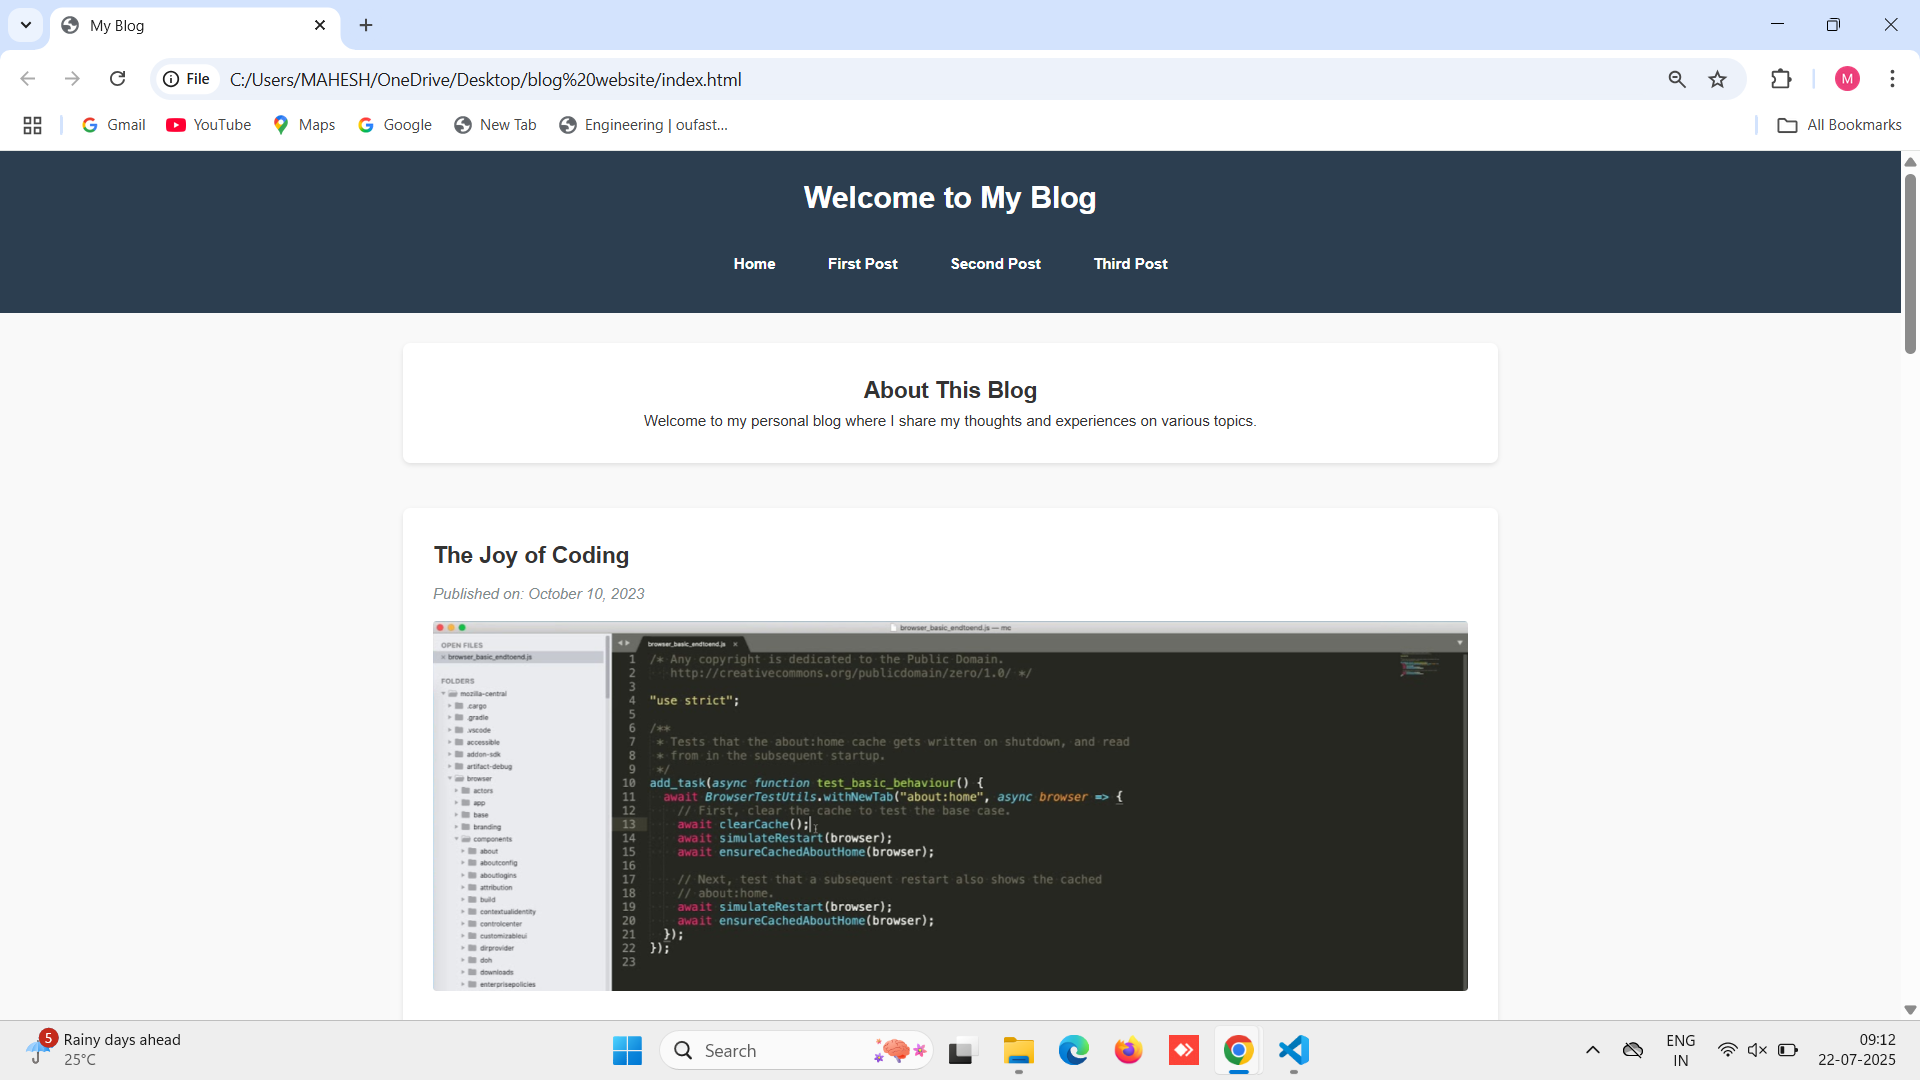 My Blog
File
C:/Users/MAHESH/OneDrive/Desktop/blog%20website/index.html
M
Gmail
YouTube
Maps
Google
New Tab
Engineering | oufast...
All Bookmarks
Welcome to My Blog
Home
First Post
Second Post
Third Post
About This Blog
Welcome to my personal blog where I share my thoughts and experiences on various topics.
The Joy of Coding
Published on: October 10, 2023
browser_basic_endtoend.js — mc
OPEN FILES
browser_basic_endtoend.js
FOLDERS
mozilla-central
.cargo
.gradle
.vscode
accessible
addon-sdk
artifact-debug
browser
actors
app
base
branding
components
about
aboutconfig
aboutlogins
attribution
build
contextualidentity
controlcenter
customizableui
dirprovider
doh
downloads
enterprisepolicies
browser_basic_endtoend.js
1 /* Any copyright is dedicated to the Public Domain.
2 http://creativecommons.org/publicdomain/zero/1.0/ */
3
4 "use strict";
5
6 /**
7 * Tests that the about:home cache gets written on shutdown, and read
8 * from in the subsequent startup.
9 */
10 add_task(async function test_basic_behaviour() {
11 await BrowserTestUtils.withNewTab("about:home", async browser => {
12 // First, clear the cache to test the base case.
13 await clearCache();
14 await simulateRestart(browser);
15 await ensureCachedAboutHome(browser);
16
17 // Next, test that a subsequent restart also shows the cached
18 // about:home.
19 await simulateRestart(browser);
20 await ensureCachedAboutHome(browser);
21 });
22 });
23
5
Rainy days ahead
25°C
Search
ENG
IN
09:12
22-07-2025